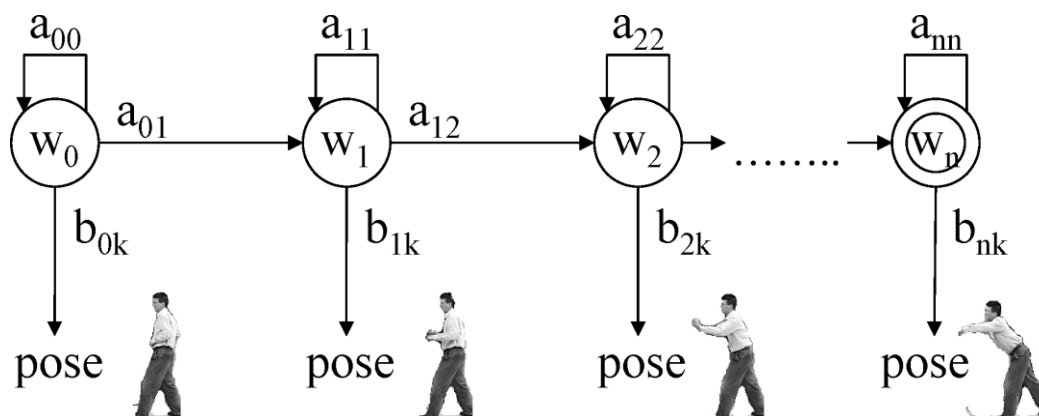 a₀₀ a₁₁ a₂₂ aₙₙ
a₀₁ a₁₂
w₀ w₁ w₂ ........ wₙ
b₀ₖ b₁ₖ b₂ₖ bₙₖ
pose pose pose pose